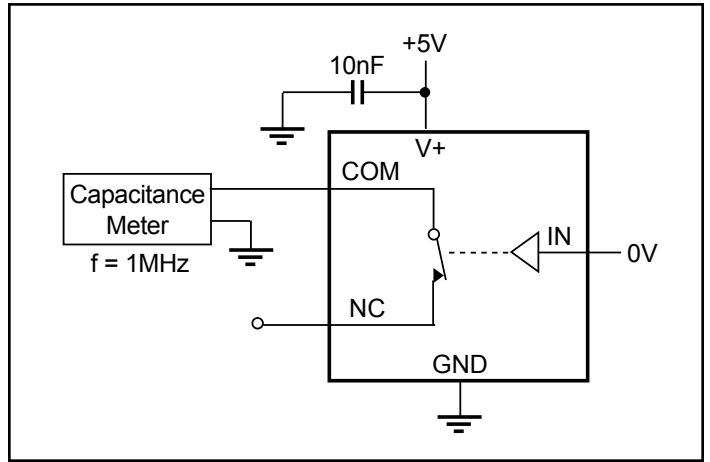 +5V
10nF
V+
COM
Capacitance
Meter
f = 1MHz
IN
0V
NC
GND